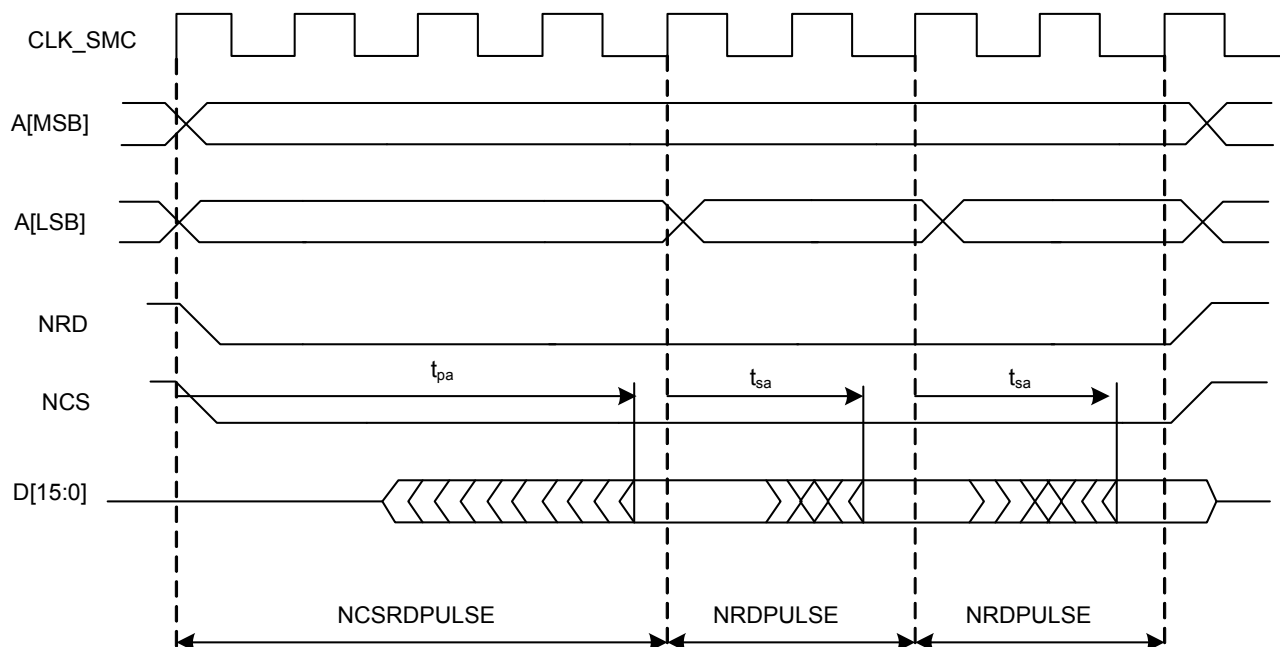 CLK_SMC
A[MSB]
A[LSB]
NRD
tpa
tsa
tsa
NCS
D[15:0]
NCSRDPULSE
NRDPULSE
NRDPULSE